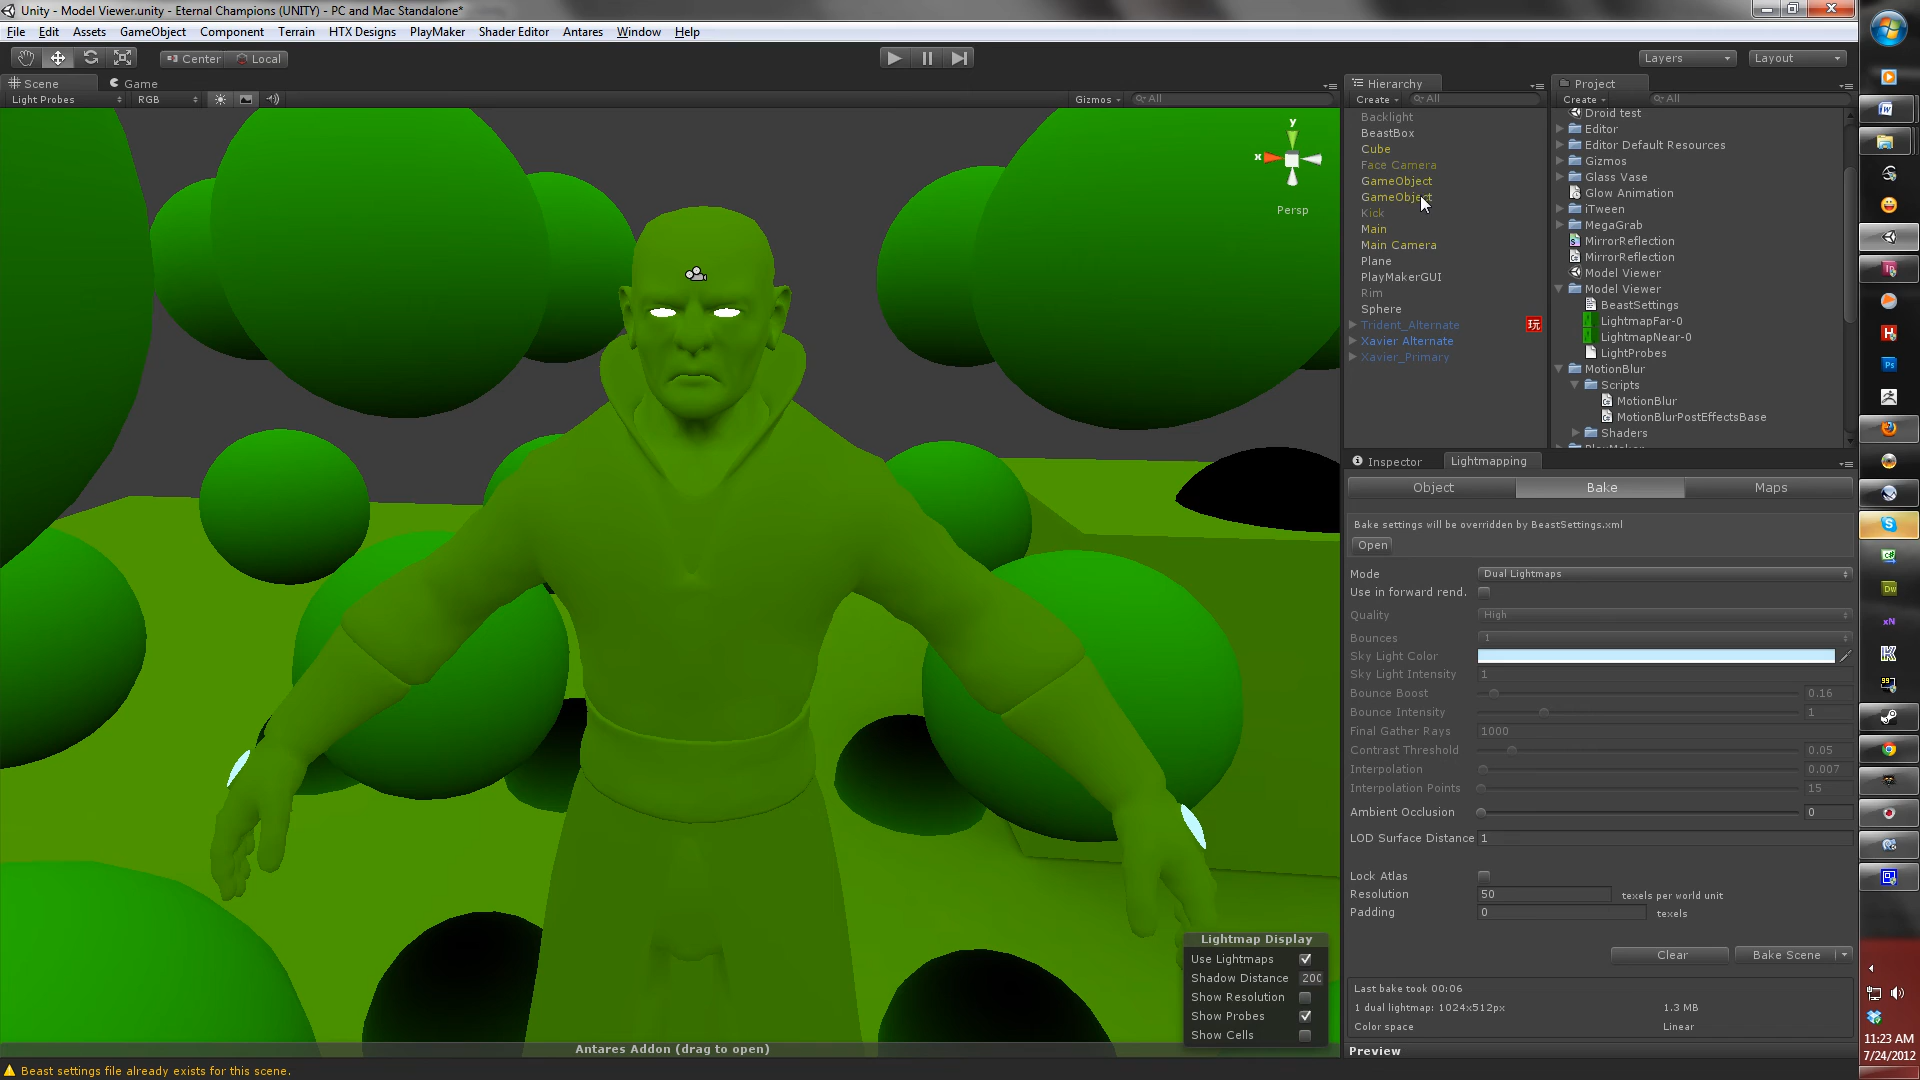 Unity - Model Viewer.unity - Eternal Champions (UNITY) - PC and Mac Standalone*
File Edit Assets GameObject Component Terrain HTX Designs PlayMaker Shader Editor Antares Window Help
Center Local Layers Layout
Scene Game
Light Probes RGB Gizmos All
y
x
Persp
Hierarchy
Create All
Backlight
BeastBox
Cube
Face Camera
GameObject
GameObject
Kick
Main
Main Camera
Plane
PlayMakerGUI
Rim
Sphere
Trident_Alternate 玩
Xavier Alternate
Xavier_Primary
Project
Create All
Droid test
Editor
Editor Default Resources
Gizmos
Glass Vase
Glow Animation
iTween
MegaGrab
MirrorReflection
MirrorReflection
Model Viewer
Model Viewer
BeastSettings
LightmapFar-0
LightmapNear-0
LightProbes
MotionBlur
Scripts
MotionBlur
MotionBlurPostEffectsBase
Shaders
Inspector Lightmapping
Object Bake Maps
Bake settings will be overridden by BeastSettings.xml
Open
Mode Dual Lightmaps
Use in forward rend.
Quality High
Bounces 1
Sky Light Color
Sky Light Intensity 1
Bounce Boost 0.16
Bounce Intensity 1
Final Gather Rays 1000
Contrast Threshold 0.05
Interpolation 0.007
Interpolation Points 15
Ambient Occlusion 0
LOD Surface Distance 1
Lock Atlas
Resolution 50 texels per world unit
Padding 0 texels
Clear Bake Scene
Last bake took 00:06
1 dual lightmap: 1024x512px 1.3 MB
Color space Linear
Preview
Lightmap Display
Use Lightmaps
Shadow Distance 200
Show Resolution
Show Probes
Show Cells
Antares Addon (drag to open)
Beast settings file already exists for this scene.
11:23 AM
7/24/2012